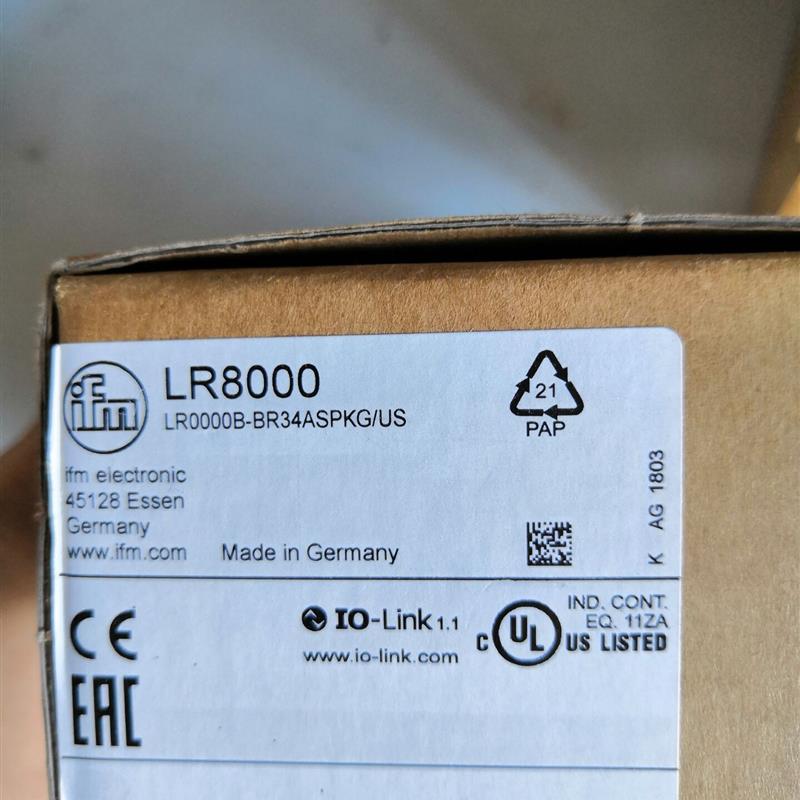 ifm
LR8000
LR0000B-BR34ASPKG/US
21
PAP
ifm electronic
45128 Essen
Germany
www.ifm.com
Made in Germany
K AG 1803
CE
EAC
IO-Link 1.1
www.io-link.com
C UL US LISTED
IND. CONT.
EQ. 11ZA